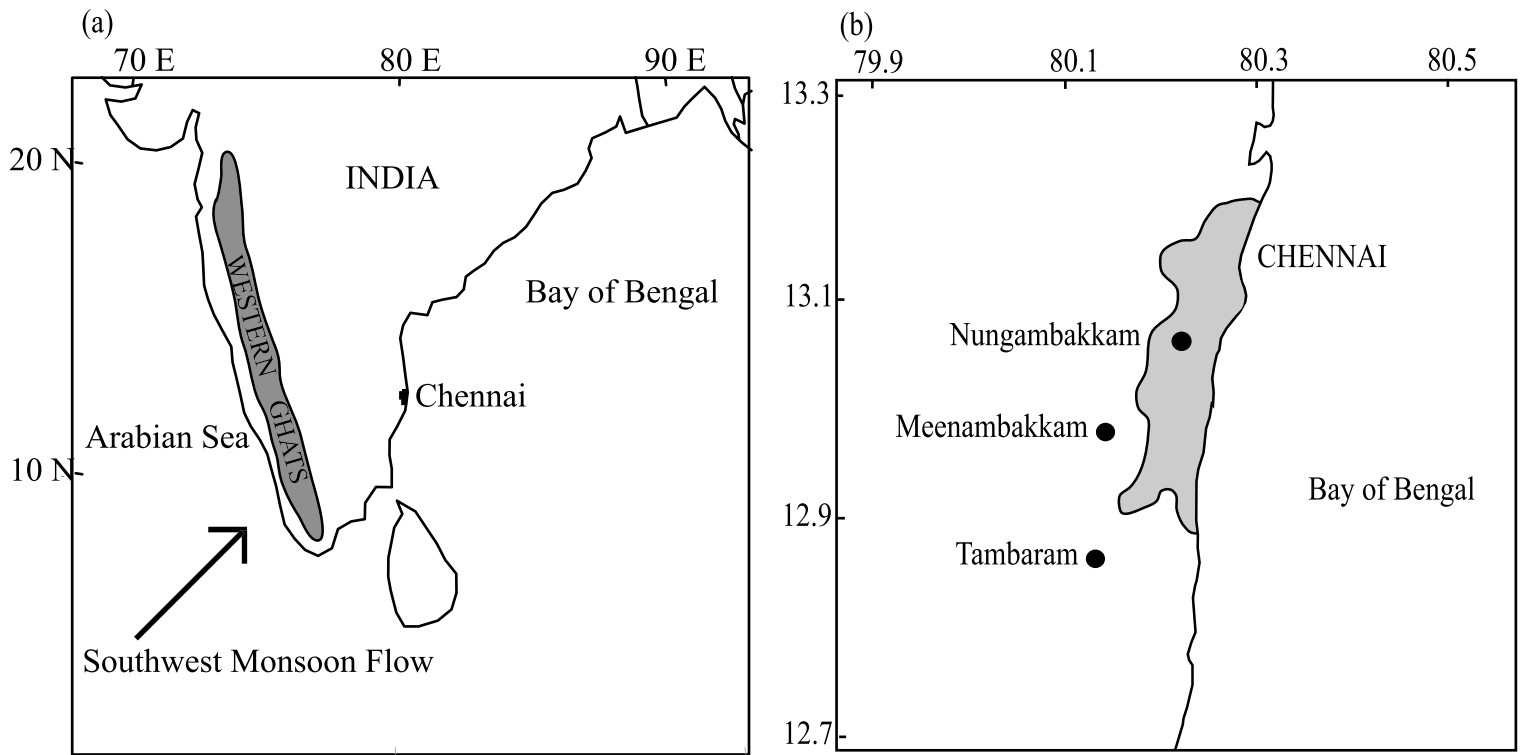 (a)
70 E 80 E 90 E
20 N
INDIA
WESTERN GHATS
Bay of Bengal
Chennai
Arabian Sea
10 N
Southwest Monsoon Flow
(b)
79.9 80.1 80.3 80.5
13.3
CHENNAI
13.1
Nungambakkam
Meenambakkam
Bay of Bengal
12.9
Tambaram
12.7